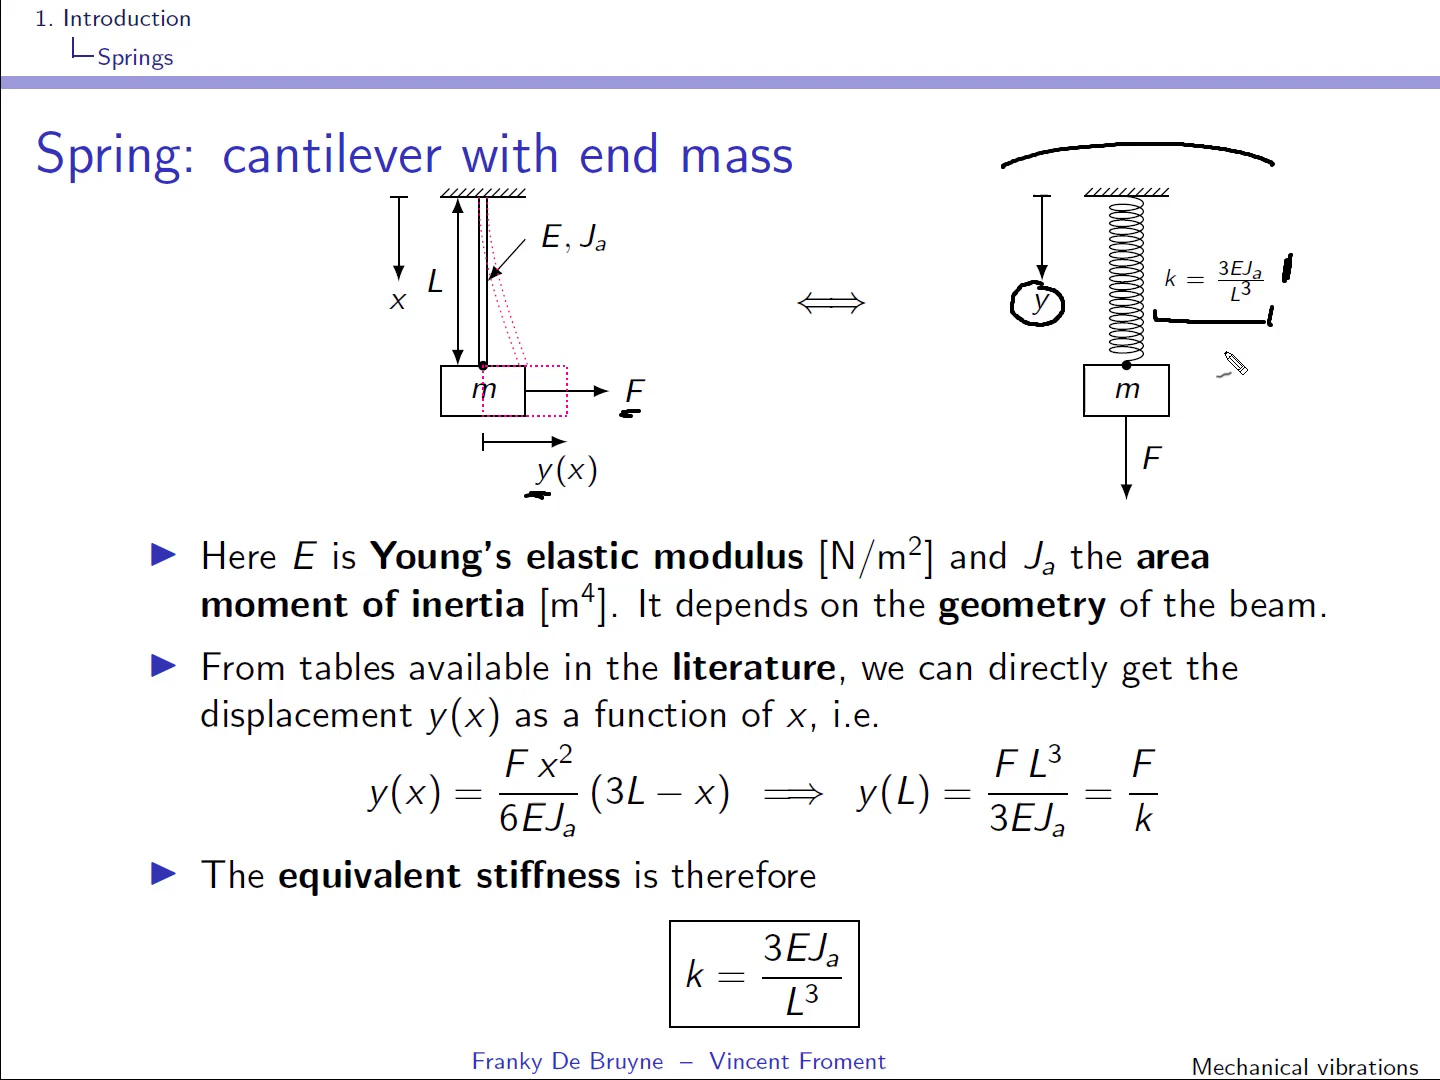 1. Introduction
Springs
Spring: cantilever with end mass
E, Jₐ
L
x
m
F
y(x)
⟺
y
k = 3EJₐ / L³
m
F
Here E is Young's elastic modulus [N/m²] and Jₐ the area
moment of inertia [m⁴]. It depends on the geometry of the beam.
From tables available in the literature, we can directly get the
displacement y(x) as a function of x, i.e.
y(x) = F x² / 6EJₐ (3L − x) ⟹ y(L) = F L³ / 3EJₐ = F / k
The equivalent stiffness is therefore
k = 3EJₐ / L³
Franky De Bruyne – Vincent Froment
Mechanical vibrations